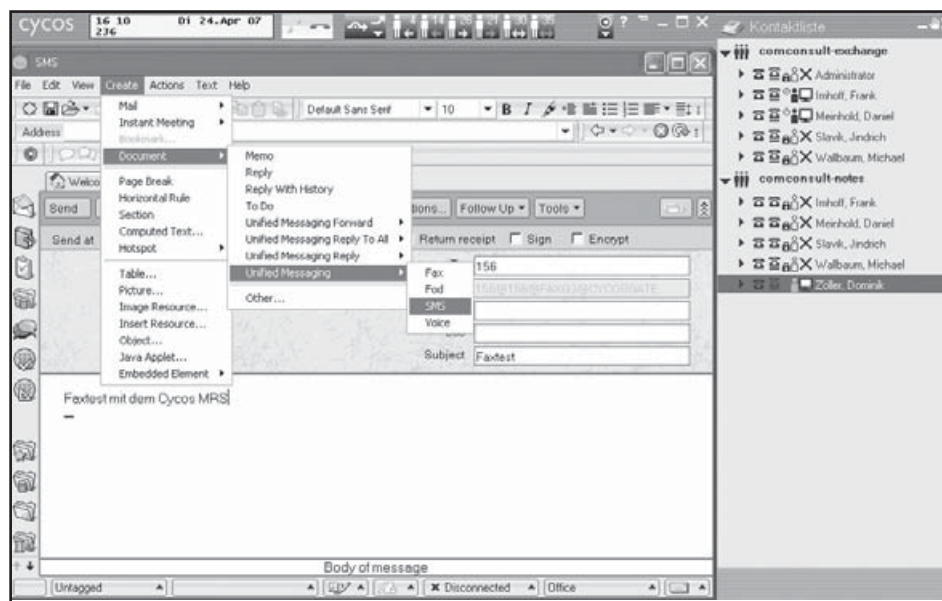 cycos 16 10 Di 24.Apr 07
236
SMS
File Edit View Create Actions Text Help
Default Sans Serif 10 B I
Address
Welco
Send
Send at
Mail
Instant Meeting
Bookmark...
Document
Page Break
Horizontal Rule
Section
Computed Text...
Hotspot
Table...
Picture...
Image Resource...
Insert Resource...
Object...
Java Applet...
Embedded Element
Memo
Reply
Reply With History
To Do
Unified Messaging Forward
Unified Messaging Reply To All
Unified Messaging Reply
Unified Messaging
Other...
Fax
Fod
SMS
Voice
Follow Up Tools
Return receipt Sign Encrypt
156
Subject Faxtest
Faxtest mit dem Cycos MRS
Body of message
Untagged Disconnected Office
Kontaktliste
comconsult-exchange
Administrator
Imhoff, Frank
Meinhold, Daniel
Slavik, Jindrich
Wallbaum, Michael
comconsult-notes
Imhoff, Frank
Meinhold, Daniel
Slavik, Jindrich
Wallbaum, Michael
Zoller, Dominik